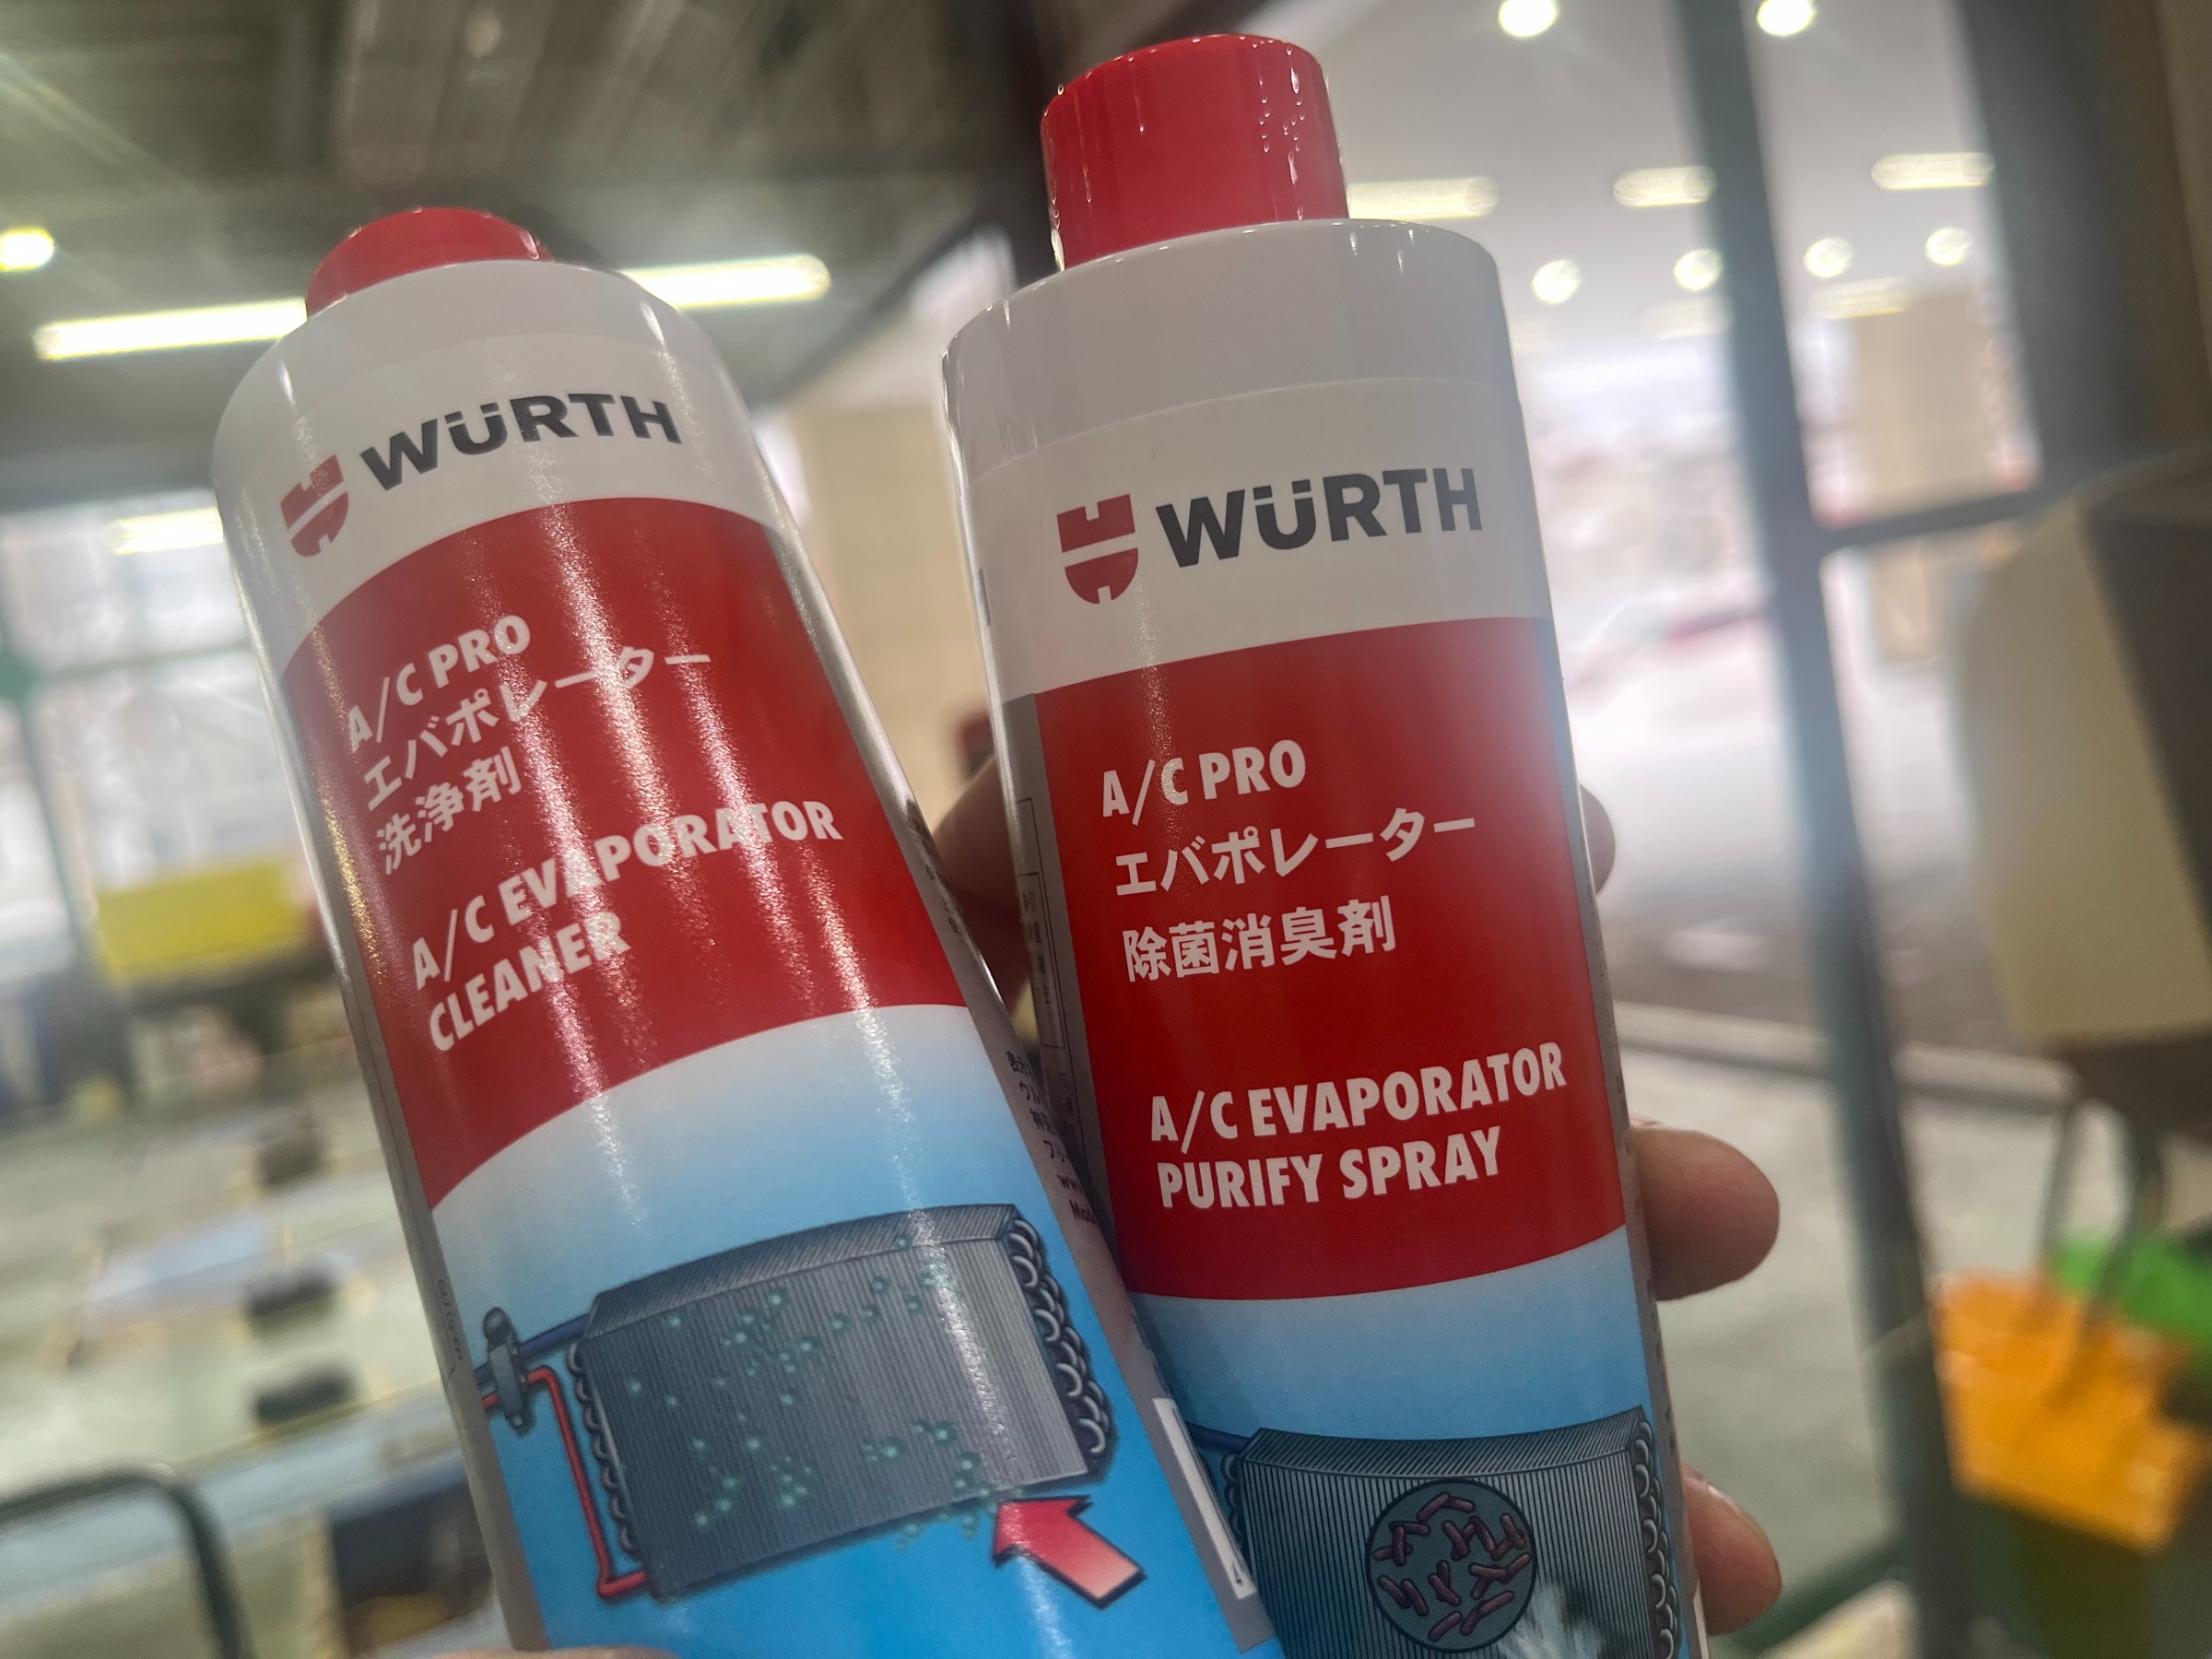 WÜRTH
A/C PRO
エバポレーター
洗浄剤
A/C EVAPORATOR
CLEANER
WÜRTH
A/C PRO
エバポレーター
除菌消臭剤
A/C EVAPORATOR
PURIFY SPRAY